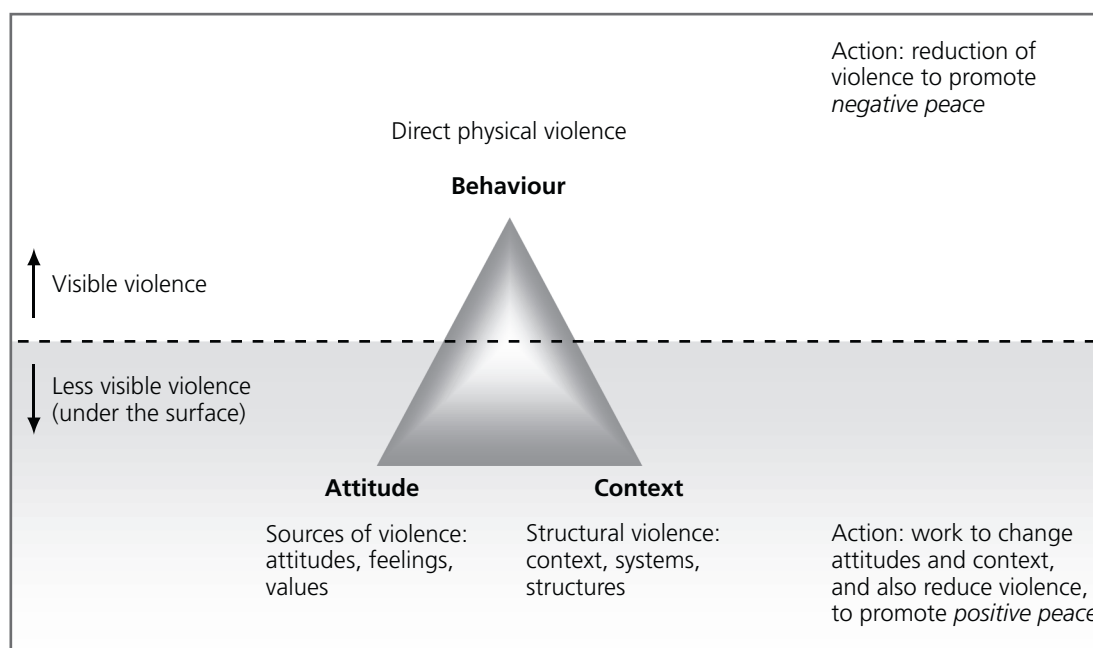 Action: reduction of
violence to promote
negative peace
Direct physical violence
Behaviour
Visible violence
Less visible violence
(under the surface)
Attitude
Context
Sources of violence:
attitudes, feelings,
values
Structural violence:
context, systems,
structures
Action: work to change
attitudes and context,
and also reduce violence,
to promote positive peace